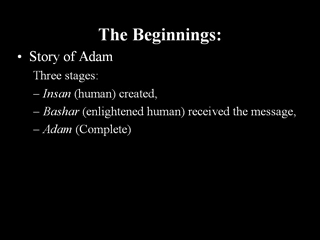 The Beginnings:
• Story of Adam
Three stages:
– Insan (human) created,
– Bashar (enlightened human) received the message,
– Adam (Complete)